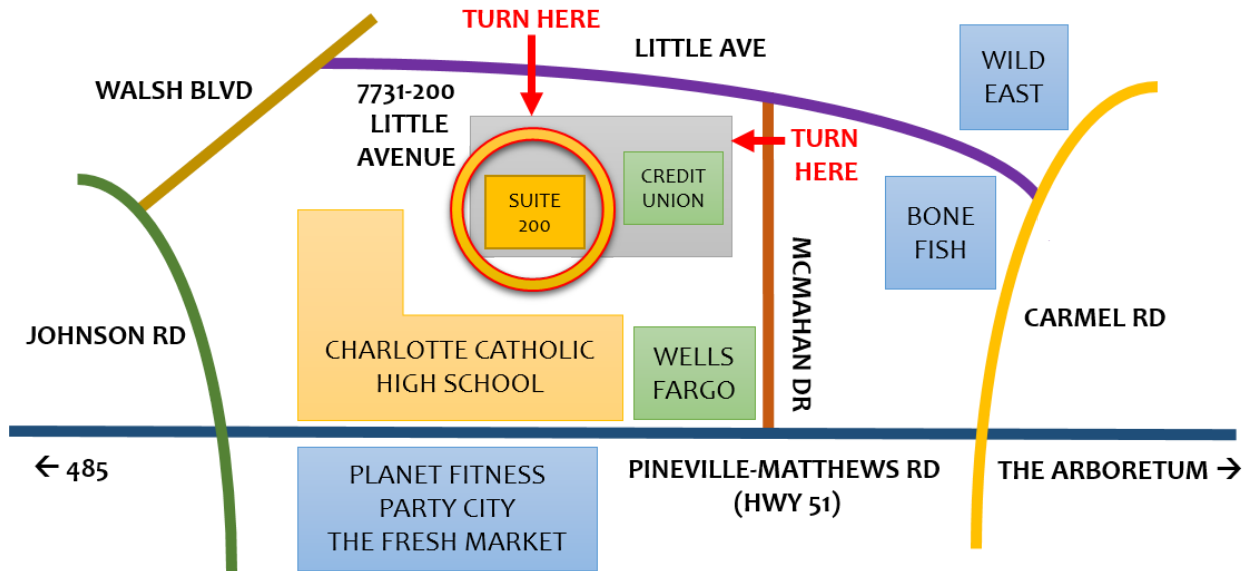 TURN HERE
LITTLE AVE
WALSH BLVD
7731-200
LITTLE
AVENUE
WILD
EAST
TURN
HERE
CREDIT
UNION
SUITE
200
BONE
FISH
MCMAHAN DR
JOHNSON RD
CARMEL RD
CHARLOTTE CATHOLIC
HIGH SCHOOL
WELLS
FARGO
← 485
PLANET FITNESS
PARTY CITY
THE FRESH MARKET
PINEVILLE-MATTHEWS RD
(HWY 51)
THE ARBORETUM →